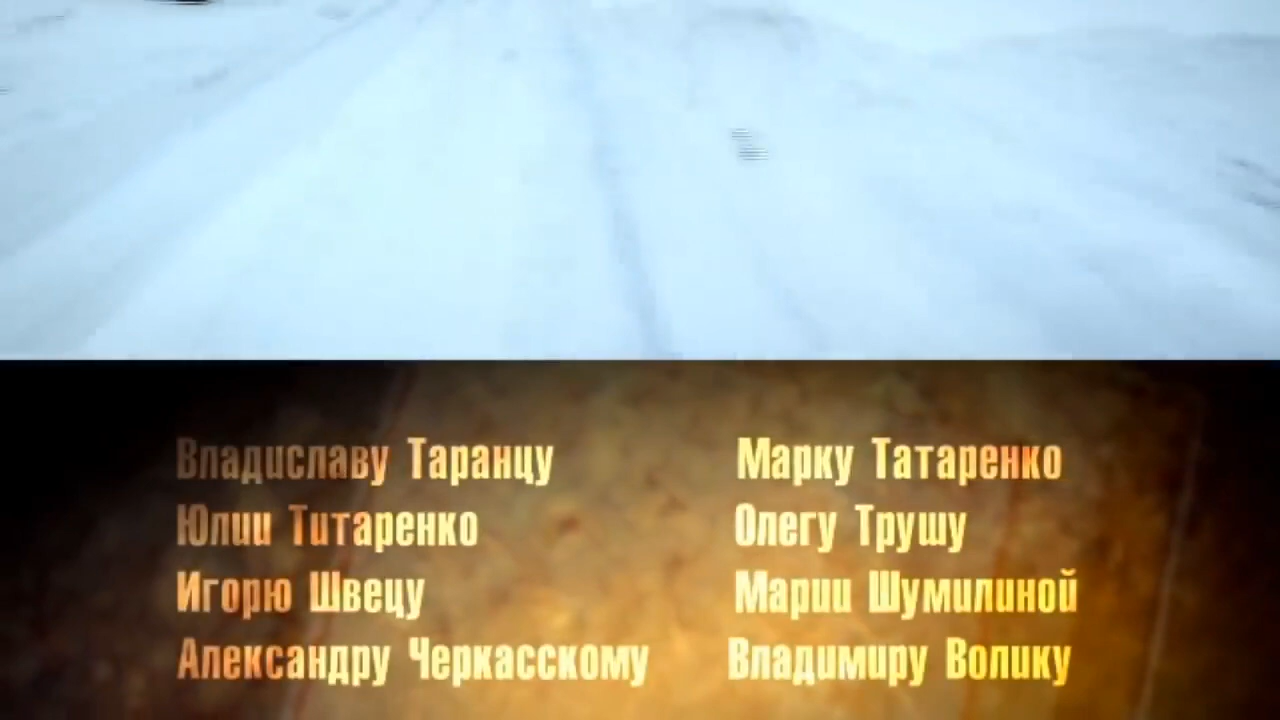 Владиславу Таранцу Марку Татаренко
Юлии Титаренко Олегу Трушу
Игорю Швецу Марии Шумилиной
Александру Черкасскому Владимиру Волику